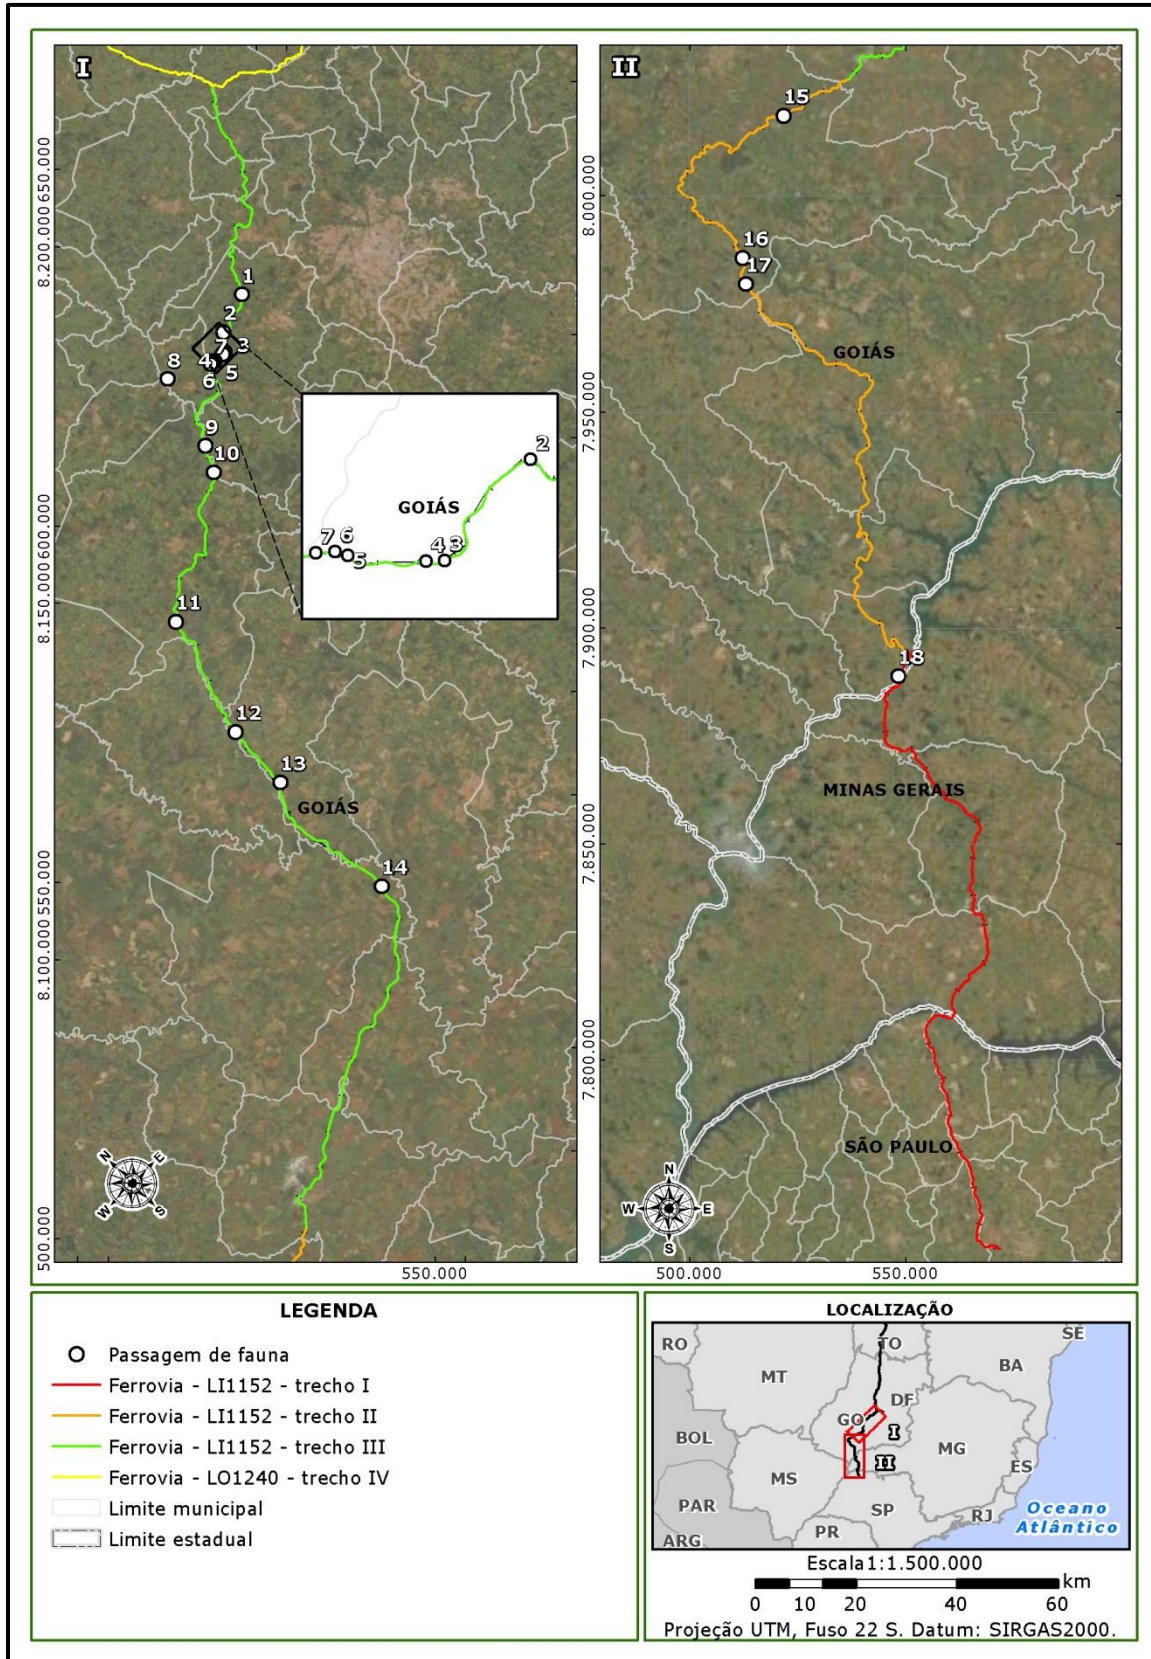 I
1
2
7
3
4
8
5
6
9
10
11
12
13
GOIÁS
14
2
GOIÁS
7
6
5
4
3
N
E
W
S
8.200.000
650.000
8.150.000
600.000
8.100.000
550.000
500.000
550.000
II
15
16
17
GOIÁS
18
MINAS GERAIS
SÃO PAULO
N
W
E
S
8.000.000
7.950.000
7.900.000
7.850.000
7.800.000
500.000
550.000
LEGENDA
Passagem de fauna
Ferrovia - LI1152 - trecho I
Ferrovia - LI1152 - trecho II
Ferrovia - LI1152 - trecho III
Ferrovia - LO1240 - trecho IV
Limite municipal
Limite estadual
LOCALIZAÇÃO
RO
TO
SE
MT
BA
DF
GO
BOL
I
MG
II
MS
ES
PAR
SP
RJ
Oceano
Atlântico
PR
ARG
Escala1:1.500.000
km
0 10 20 40 60
Projeção UTM, Fuso 22 S. Datum: SIRGAS2000.